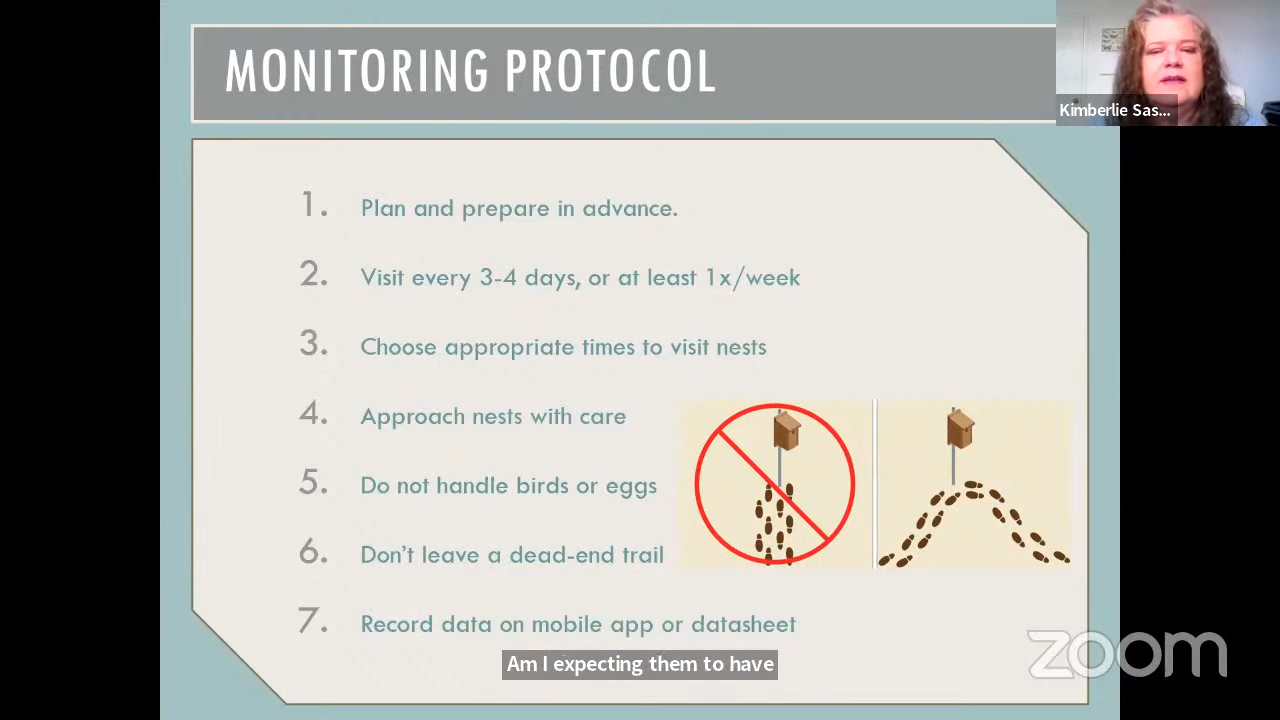 MONITORING PROTOCOL
Kimberlie Sas...
1. Plan and prepare in advance.
2. Visit every 3-4 days, or at least 1x/week
3. Choose appropriate times to visit nests
4. Approach nests with care
5. Do not handle birds or eggs
6. Don't leave a dead-end trail
7. Record data on mobile app or datasheet
Am I expecting them to have
zoom